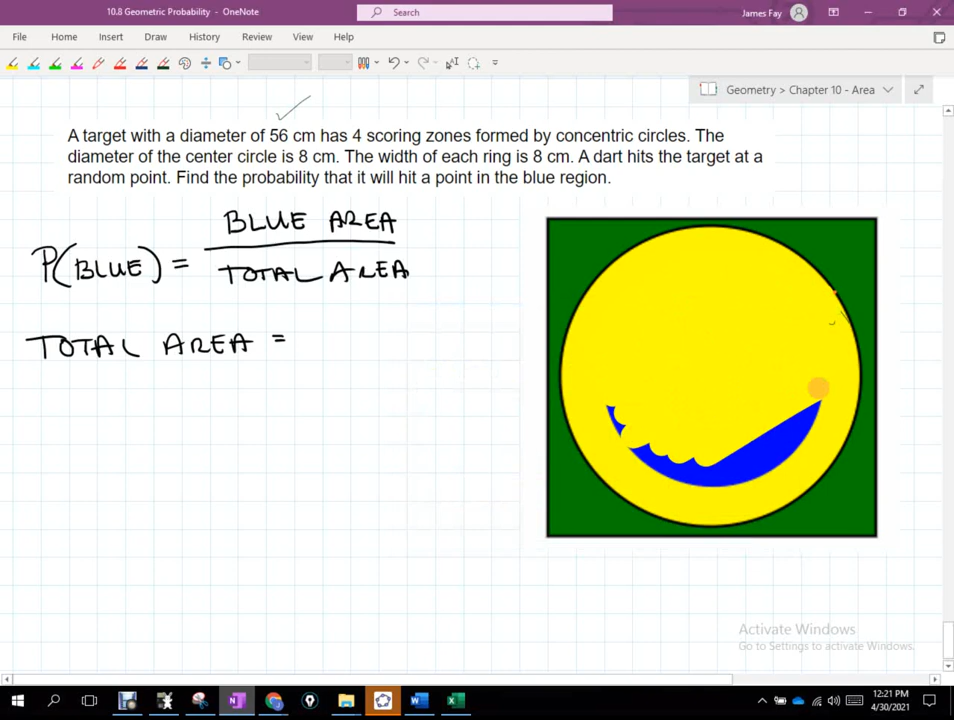 10.8 Geometric Probability - OneNote
Search
James Fay
File Home Insert Draw History Review View Help
Geometry > Chapter 10 - Area
A target with a diameter of 56 cm has 4 scoring zones formed by concentric circles. The
diameter of the center circle is 8 cm. The width of each ring is 8 cm. A dart hits the target at a
random point. Find the probability that it will hit a point in the blue region.
BLUE AREA
P(BLUE) =
TOTAL AREA
TOTAL AREA =
Activate Windows
Go to Settings to activate Windows.
12:21 PM
4/30/2021